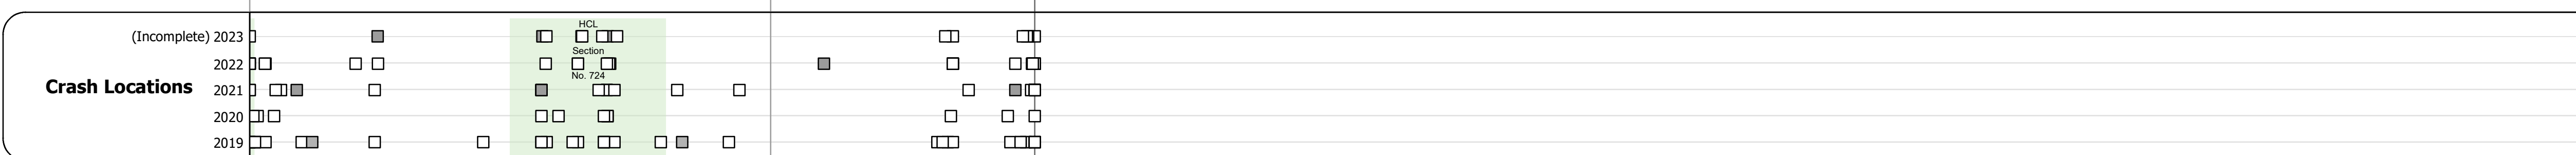 HCL
(Incomplete) 2023
Section
2022
No. 724
Crash Locations
2021
2020
2019